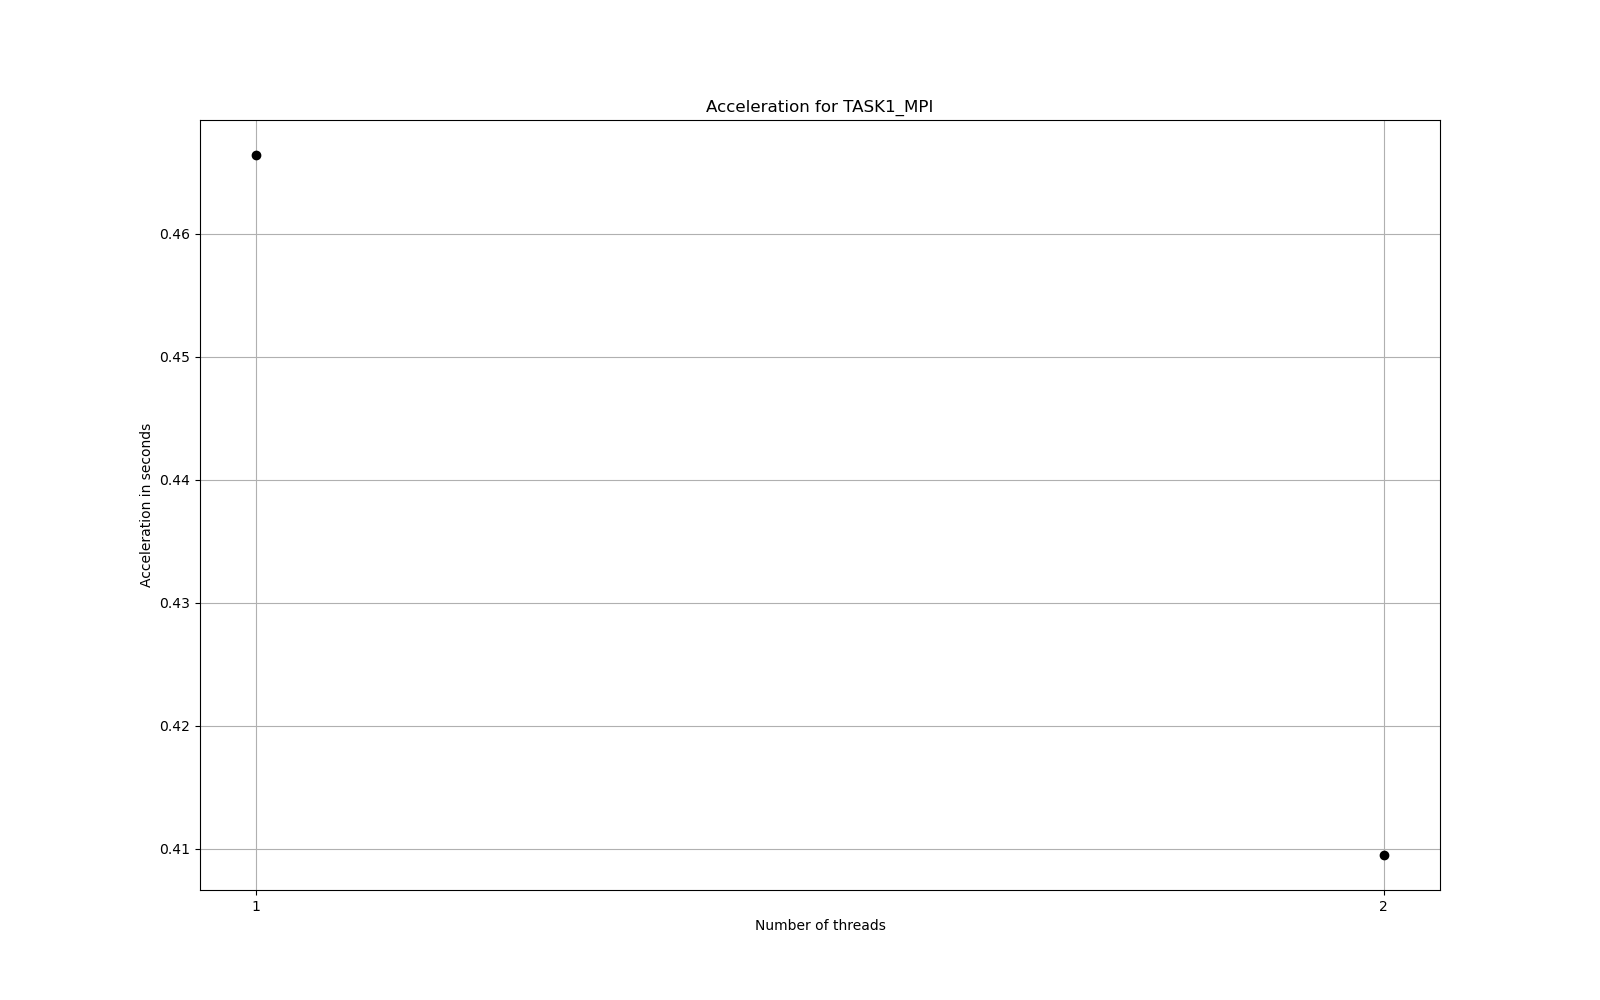 Acceleration for TASK1_MPI
0.46
0.45
0.44
0.43
0.42
0.41
Acceleration in seconds
1
2
Number of threads